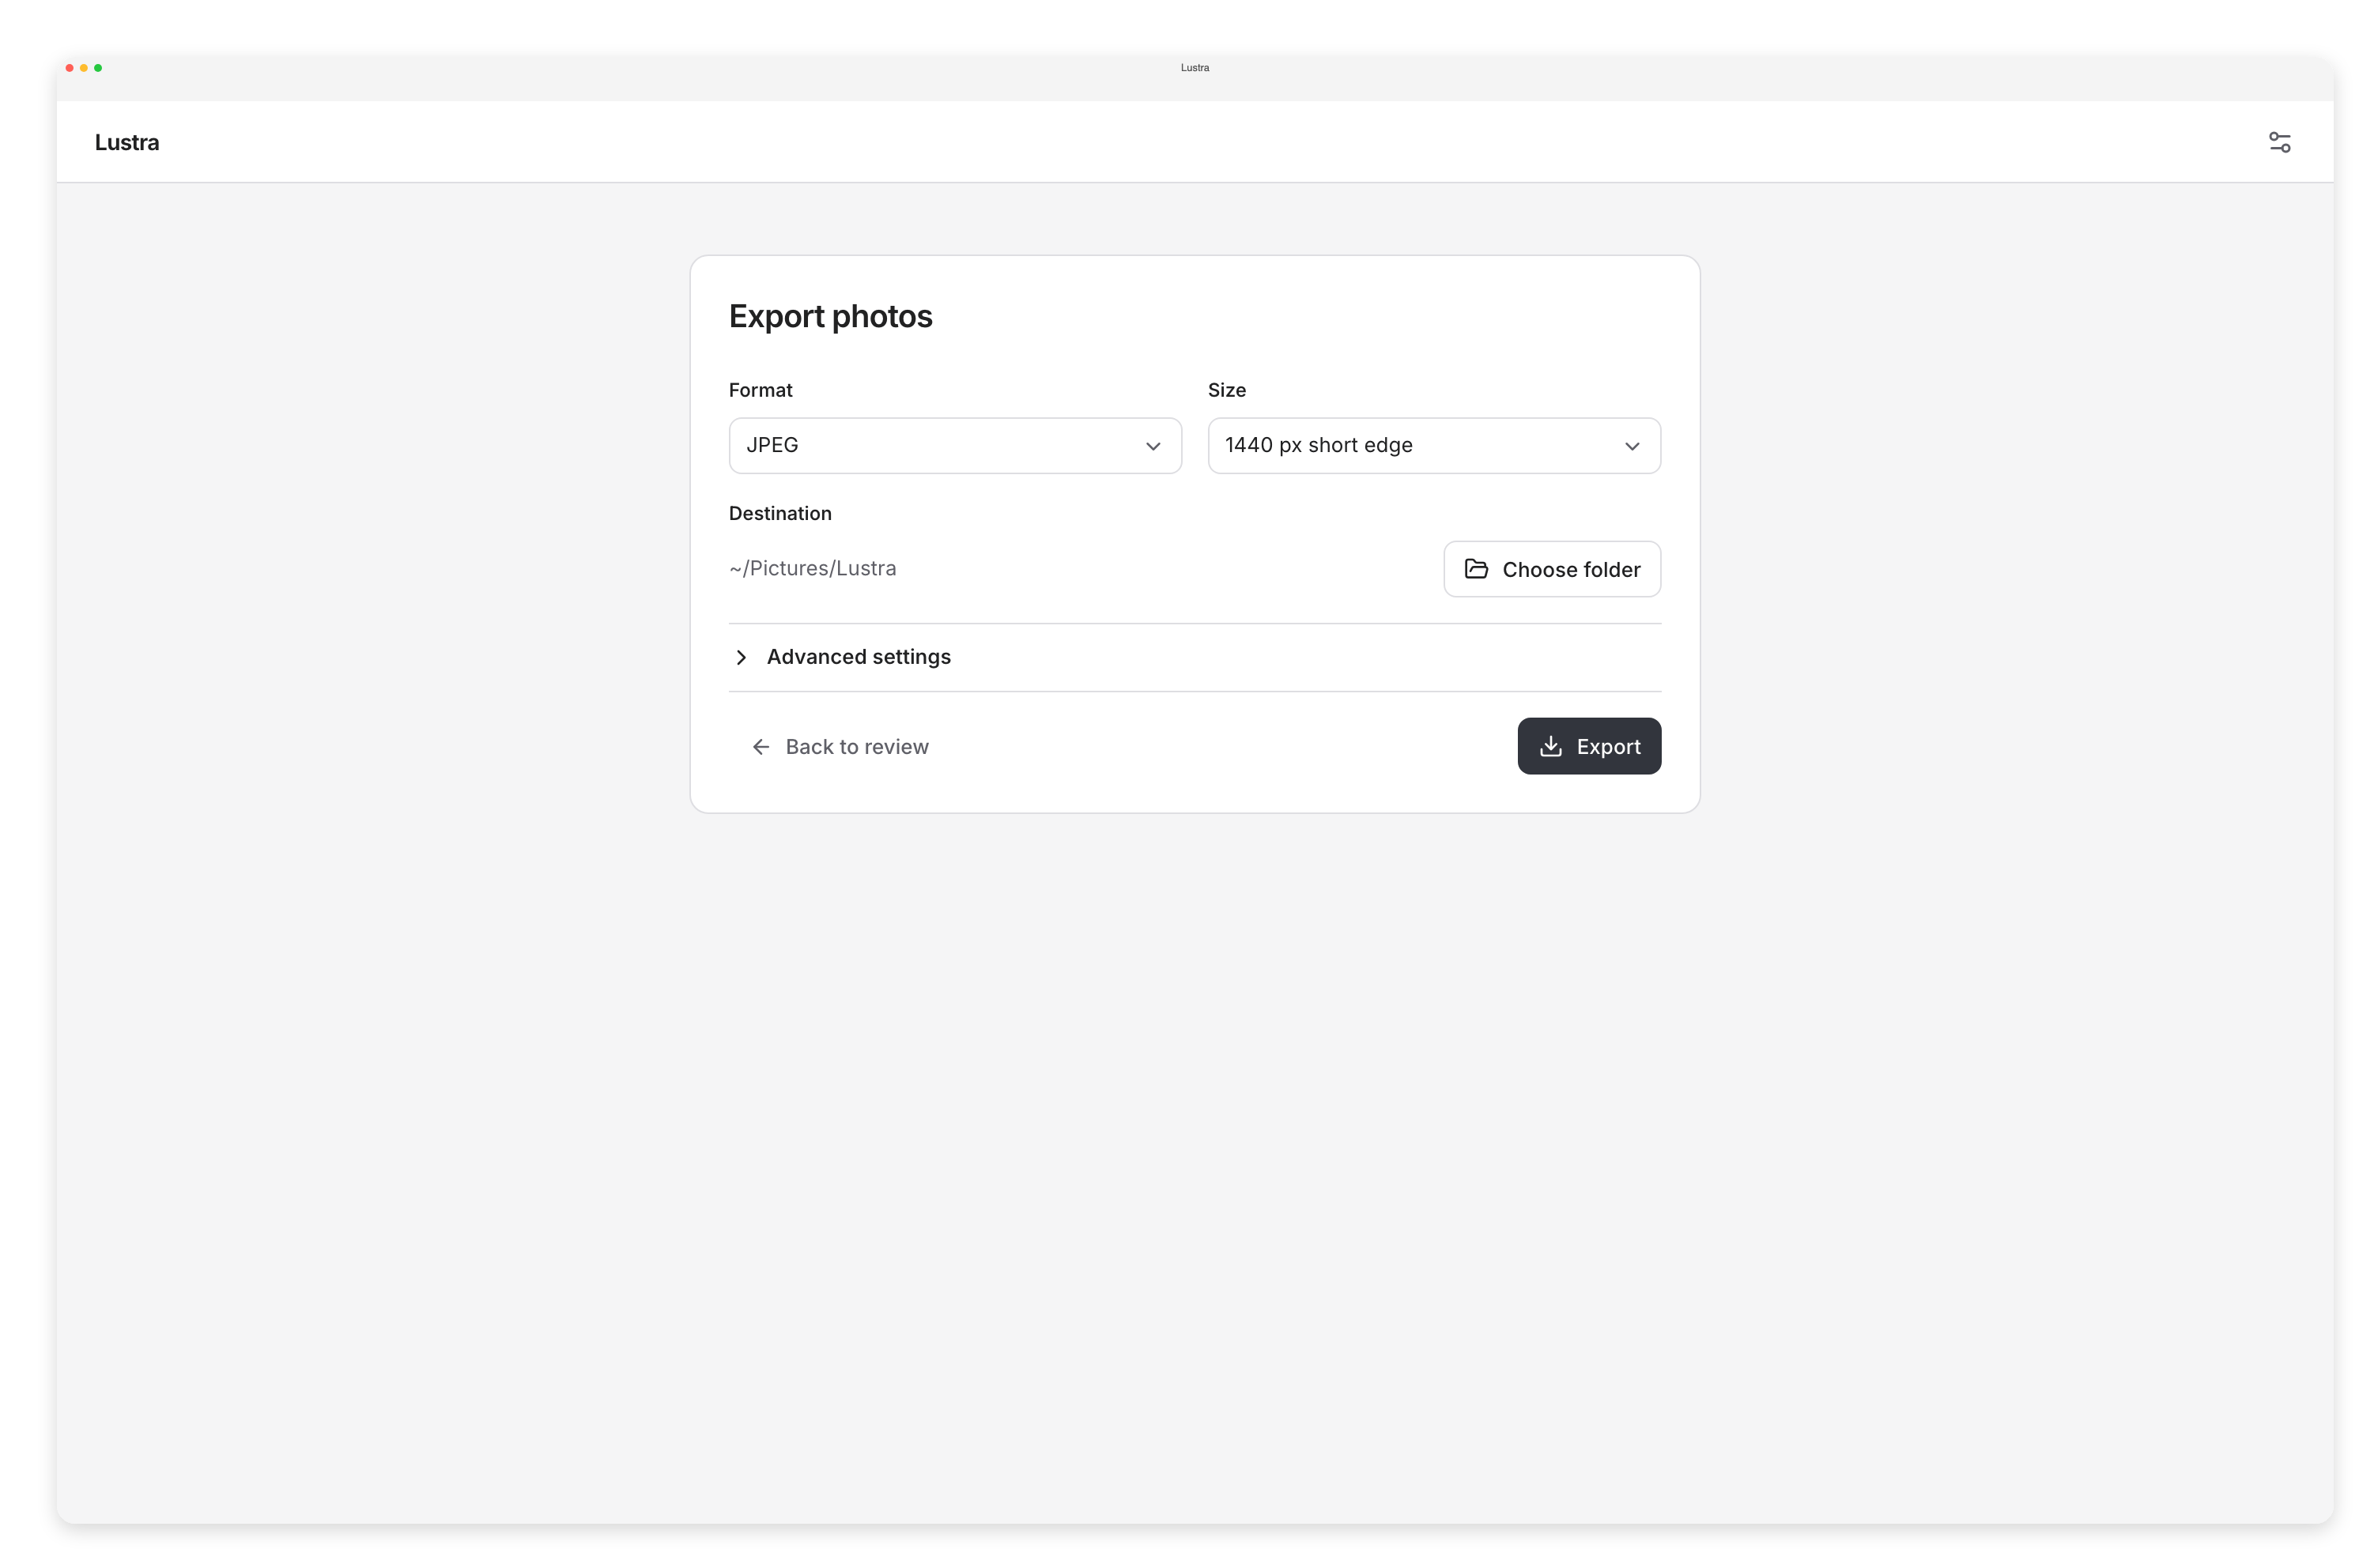 Lustra
Lustra
Export photos
Format
Size
JPEG
1440 px short edge
Destination
~/Pictures/Lustra
Choose folder
Advanced settings
Back to review
Export